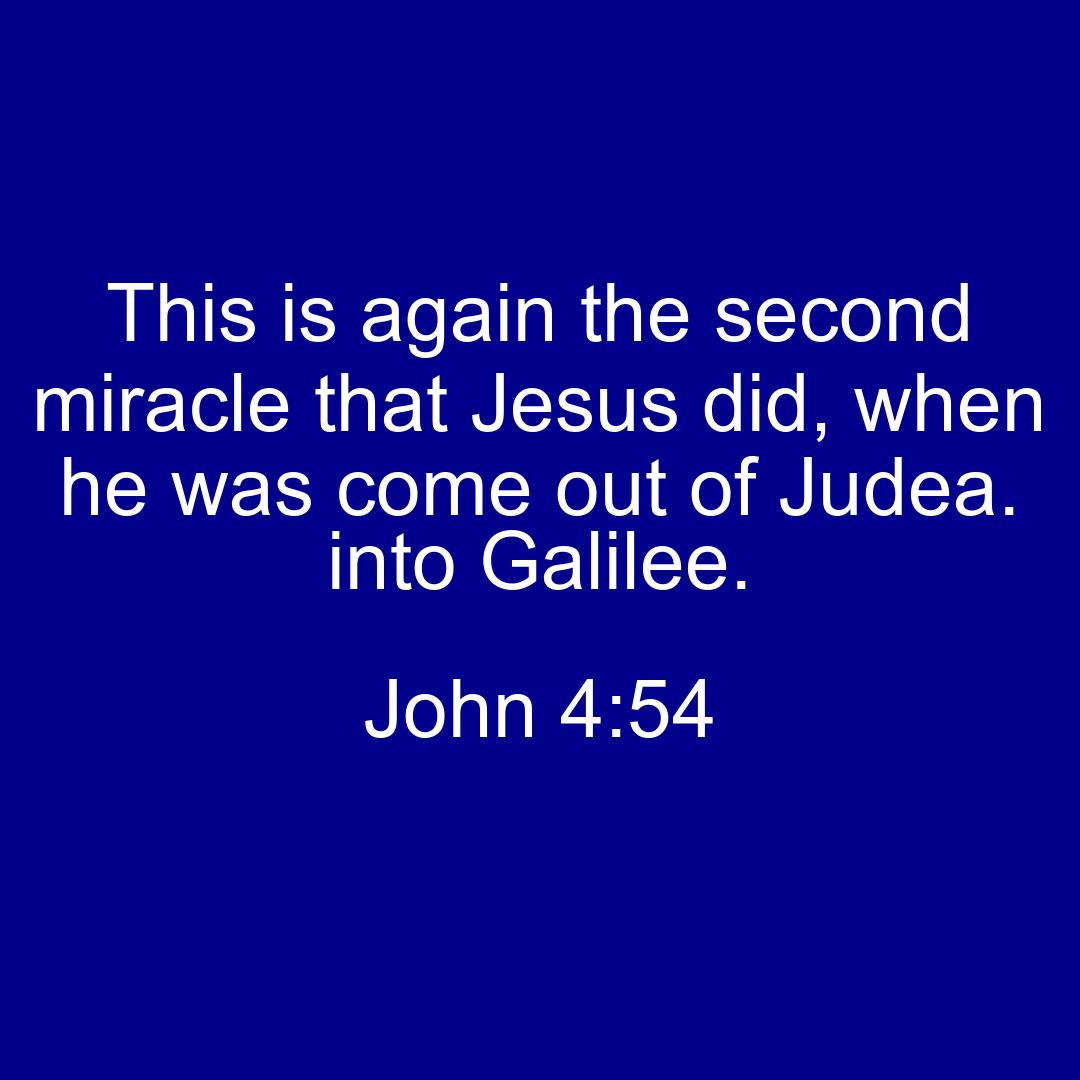 This is again the second
miracle that Jesus did, when
he was come out of Judea.
into Galilee.
John 4:54